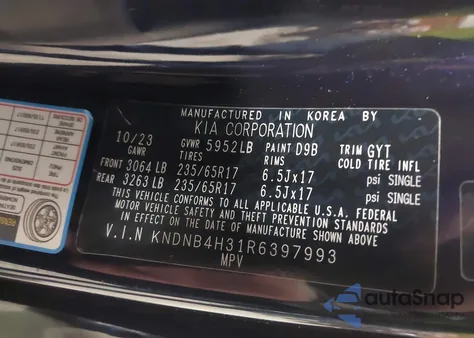 MANUFACTURED IN KOREA BY
KIA CORPORATION
10/23 GVWR 5952LB PAINT D9B TRIM GYT
GAWR TIRES RIMS COLD TIRE INFL
FRONT 3064 LB 235/65R17 6.5Jx17 psi SINGLE
REAR 3263 LB 235/65R17 6.5Jx17 psi SINGLE
THIS VEHICLE CONFORMS TO ALL APPLICABLE U.S.A. FEDERAL
MOTOR VEHICLE SAFETY AND THEFT PREVENTION STANDARDS
IN EFFECT ON THE DATE OF MANUFACTURE SHOWN ABOVE
V.I.N KNDNB4H31R6397993
MPV
autoSnap